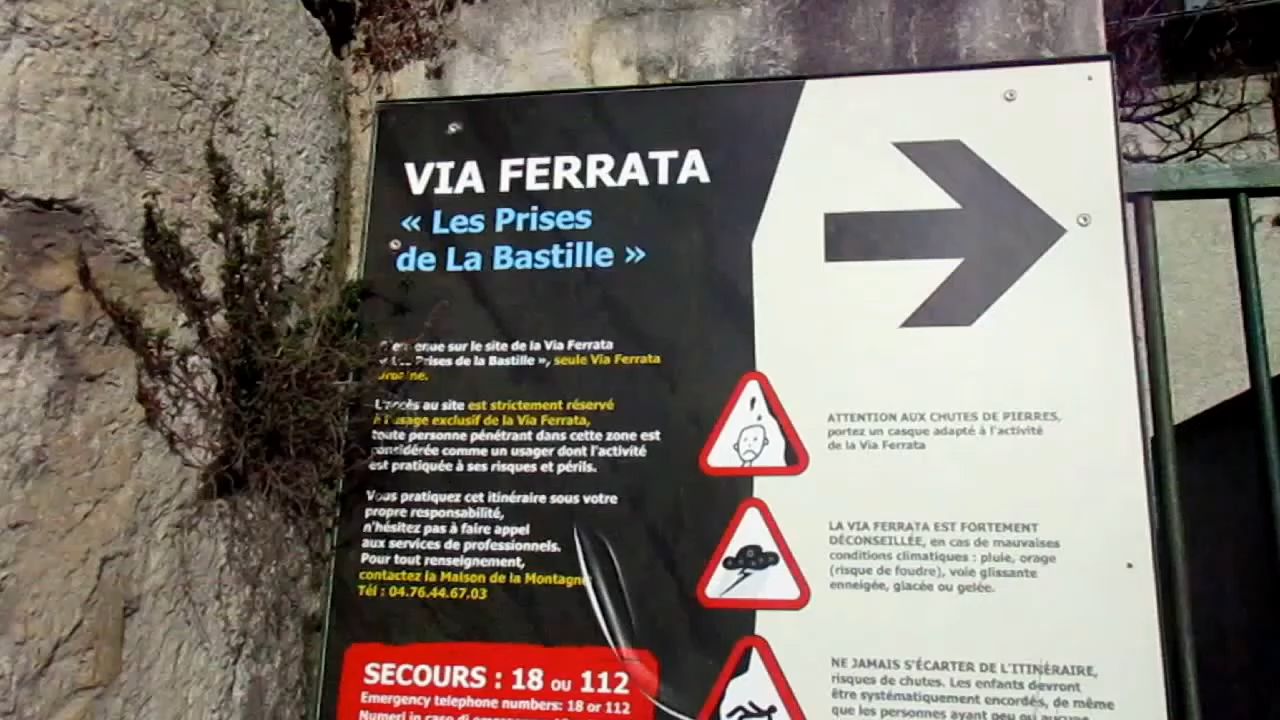 VIA FERRATA
« Les Prises
de La Bastille »
sur le site de la Via Ferrata
Prises de la Bastille », seule Via Ferrata
L'accès au site est strictement réservé
à l'usage exclusif de la Via Ferrata,
toute personne pénétrant dans cette zone est
considérée comme un usager dont l'activité
est pratiquée à ses risques et périls.
Vous pratiquez cet itinéraire sous votre
propre responsabilité,
n'hésitez pas à faire appel
aux services de professionnels.
Pour tout renseignement,
contactez la Maison de la Montagne
Tél : 04.76.44.67.03
SECOURS : 18 ou 112
Emergency telephone numbers: 18 or 112
Numeri in caso di
ATTENTION AUX CHUTES DE PIERRES,
portez un casque adapté à l'activité
de la Via Ferrata
LA VIA FERRATA EST FORTEMENT
DÉCONSEILLÉE, en cas de mauvaises
conditions climatiques : pluie, orage
(risque de foudre), voie glissante
enneigée, glacée ou gelée.
NE JAMAIS S'ÉCARTER DE L'ITINÉRAIRE,
risques de chutes. Les enfants devront
être systématiquement encordés, de même
que les personnes ayant peu ou aucune